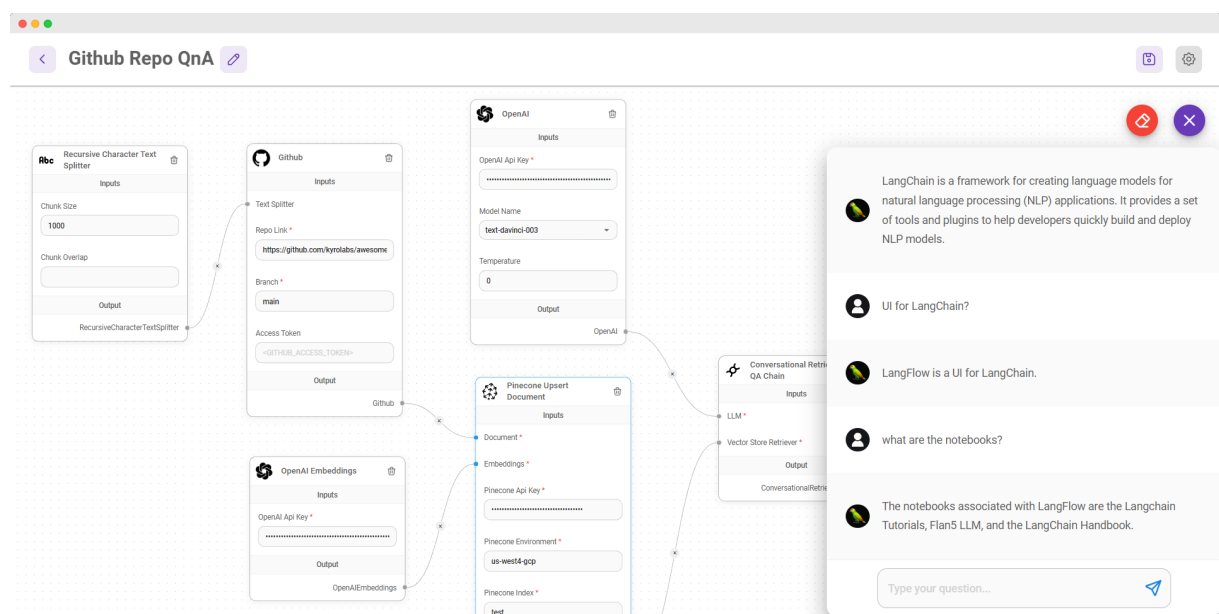 Github Repo QnA
Abc
Recursive Character Text
Splitter
Inputs
Chunk Size
1000
Chunk Overlap
Output
RecursiveCharacterTextSplitter
Github
Inputs
Text Splitter
Repo Link *
https://github.com/kyrolabs/awesome
Branch *
main
Access Token
<GITHUB_ACCESS_TOKEN>
Output
Github
OpenAI Embeddings
Inputs
OpenAI Api Key *
Output
OpenAIEmbeddings
OpenAI
Inputs
OpenAI Api Key *
Model Name
text-davinci-003
Temperature
0
Output
OpenAI
Pinecone Upsert
Document
Inputs
Document *
Embeddings *
Pinecone Api Key *
Pinecone Environment *
us-west4-gcp
Pinecone Index *
test
Conversational Retri
QA Chain
Inputs
LLM *
Vector Store Retriever *
Output
ConversationalRetrie
LangChain is a framework for creating language models for
natural language processing (NLP) applications. It provides a set
of tools and plugins to help developers quickly build and deploy
NLP models.
UI for LangChain?
LangFlow is a UI for LangChain.
what are the notebooks?
The notebooks associated with LangFlow are the Langchain
Tutorials, Flan5 LLM, and the LangChain Handbook.
Type your question...